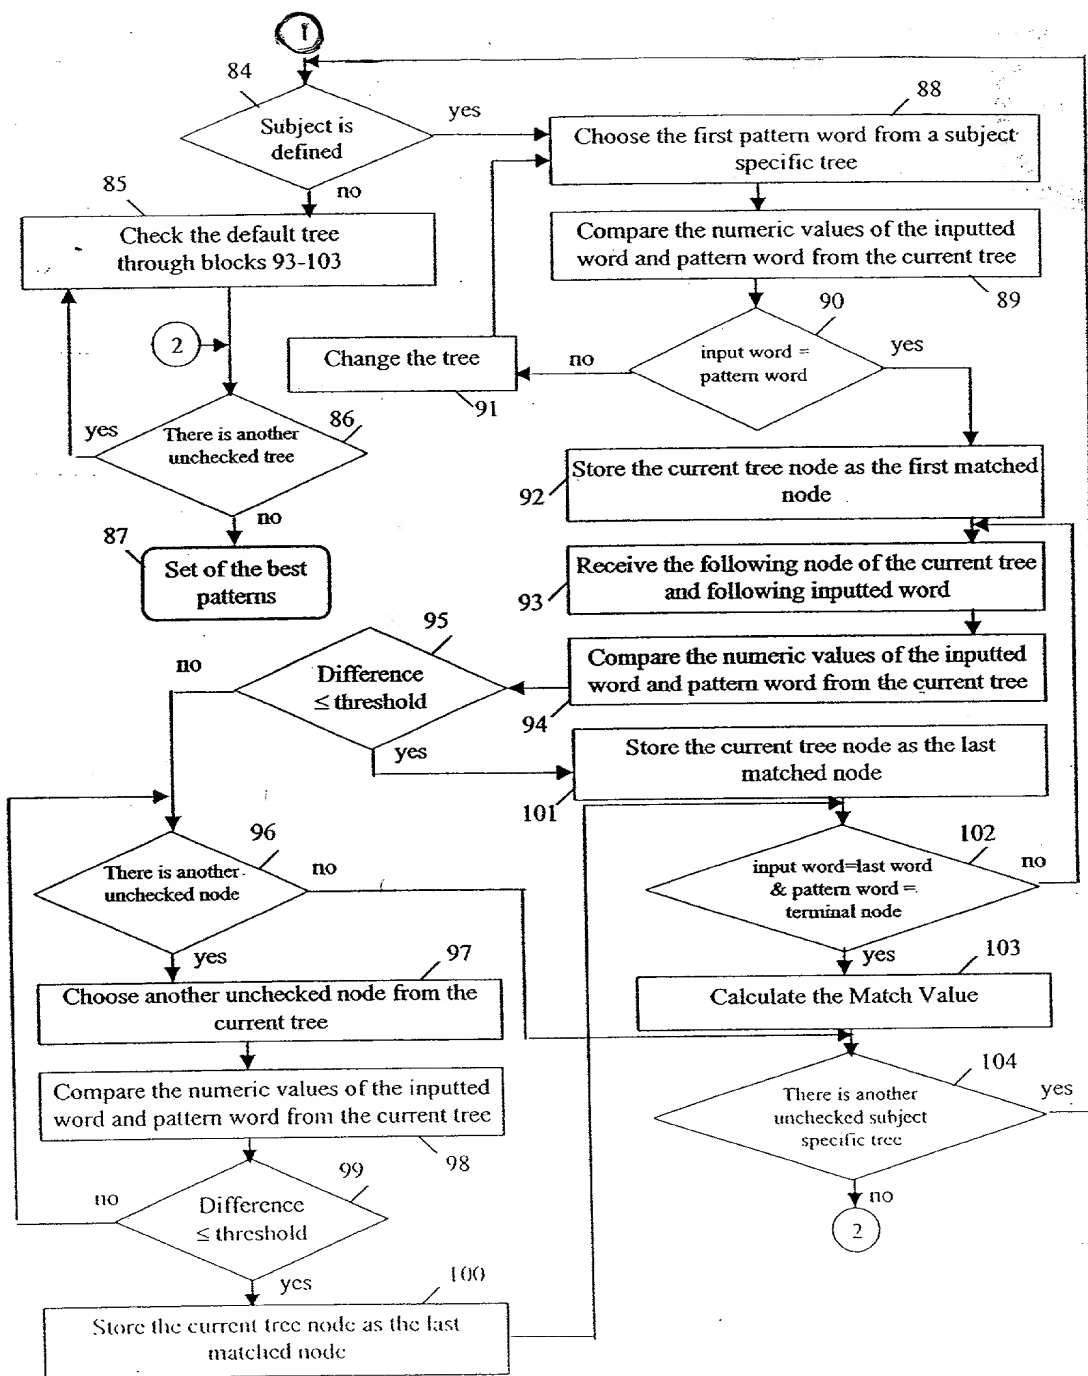 1
84
Subject is
defined
yes
no
88
Choose the first pattern word from a subject
specific tree
85
Check the default tree
through blocks 93-103
Compare the numeric values of the inputted
word and pattern word from the current tree
89
90
2
Change the tree
91
no
input word =
pattern word
yes
86
yes
There is another
unchecked tree
no
92
Store the current tree node as the first matched
node
87
Set of the best
patterns
93
Receive the following node of the current tree
and following inputted word
95
no
Difference
≤ threshold
yes
94
Compare the numeric values of the inputted
word and pattern word from the current tree
101
Store the current tree node as the last
matched node
96
There is another
unchecked node
no
yes
102
input word=last word
& pattern word =
terminal node
no
yes
97
Choose another unchecked node from the
current tree
103
Calculate the Match Value
Compare the numeric values of the inputted
word and pattern word from the current tree
98
104
There is another
unchecked subject
specific tree
yes
no
2
99
no
Difference
≤ threshold
yes
100
Store the current tree node as the last
matched node